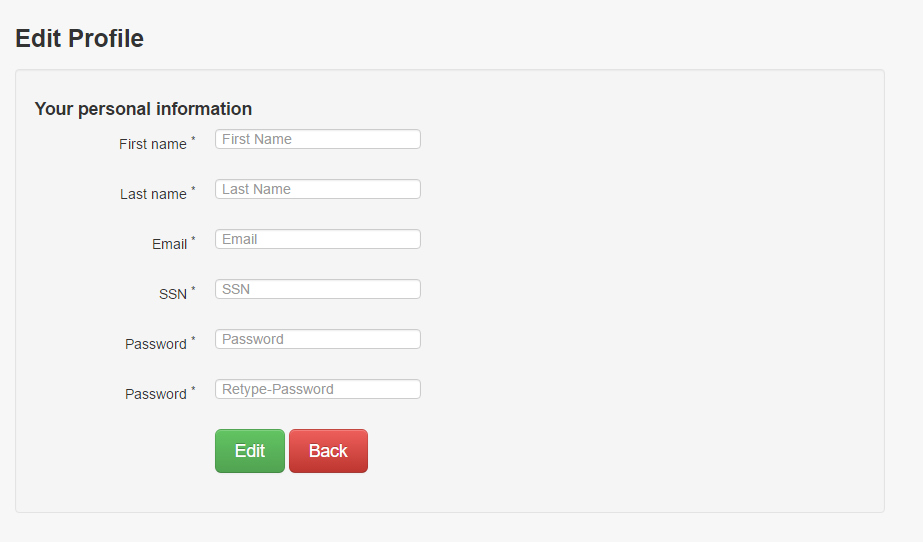 Edit Profile
Your personal information
First name * First Name
Last name * Last Name
Email * Email
SSN * SSN
Password * Password
Password * Retype-Password
Edit Back